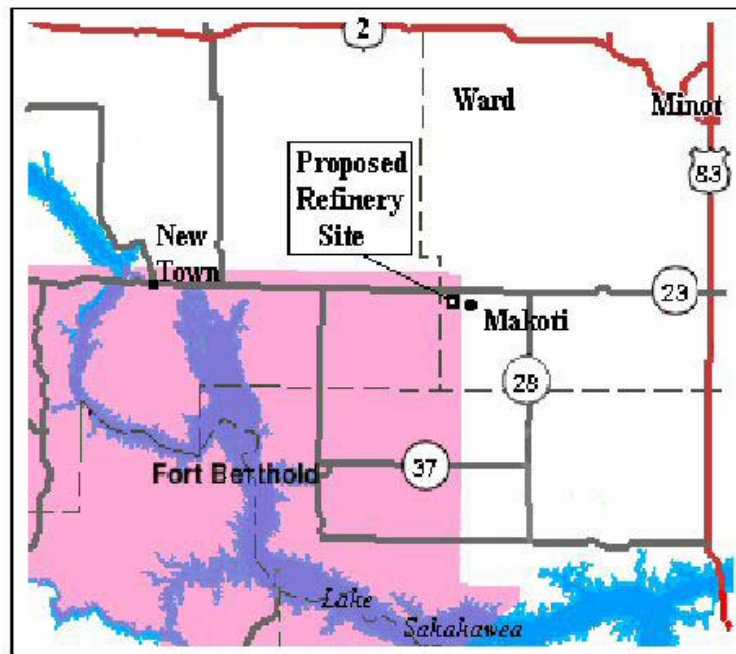 2
Ward
Minot
Proposed
Refinery
Site
83
New
Town
23
Makoti
28
37
Fort Berthold
Lake
Sakakawea